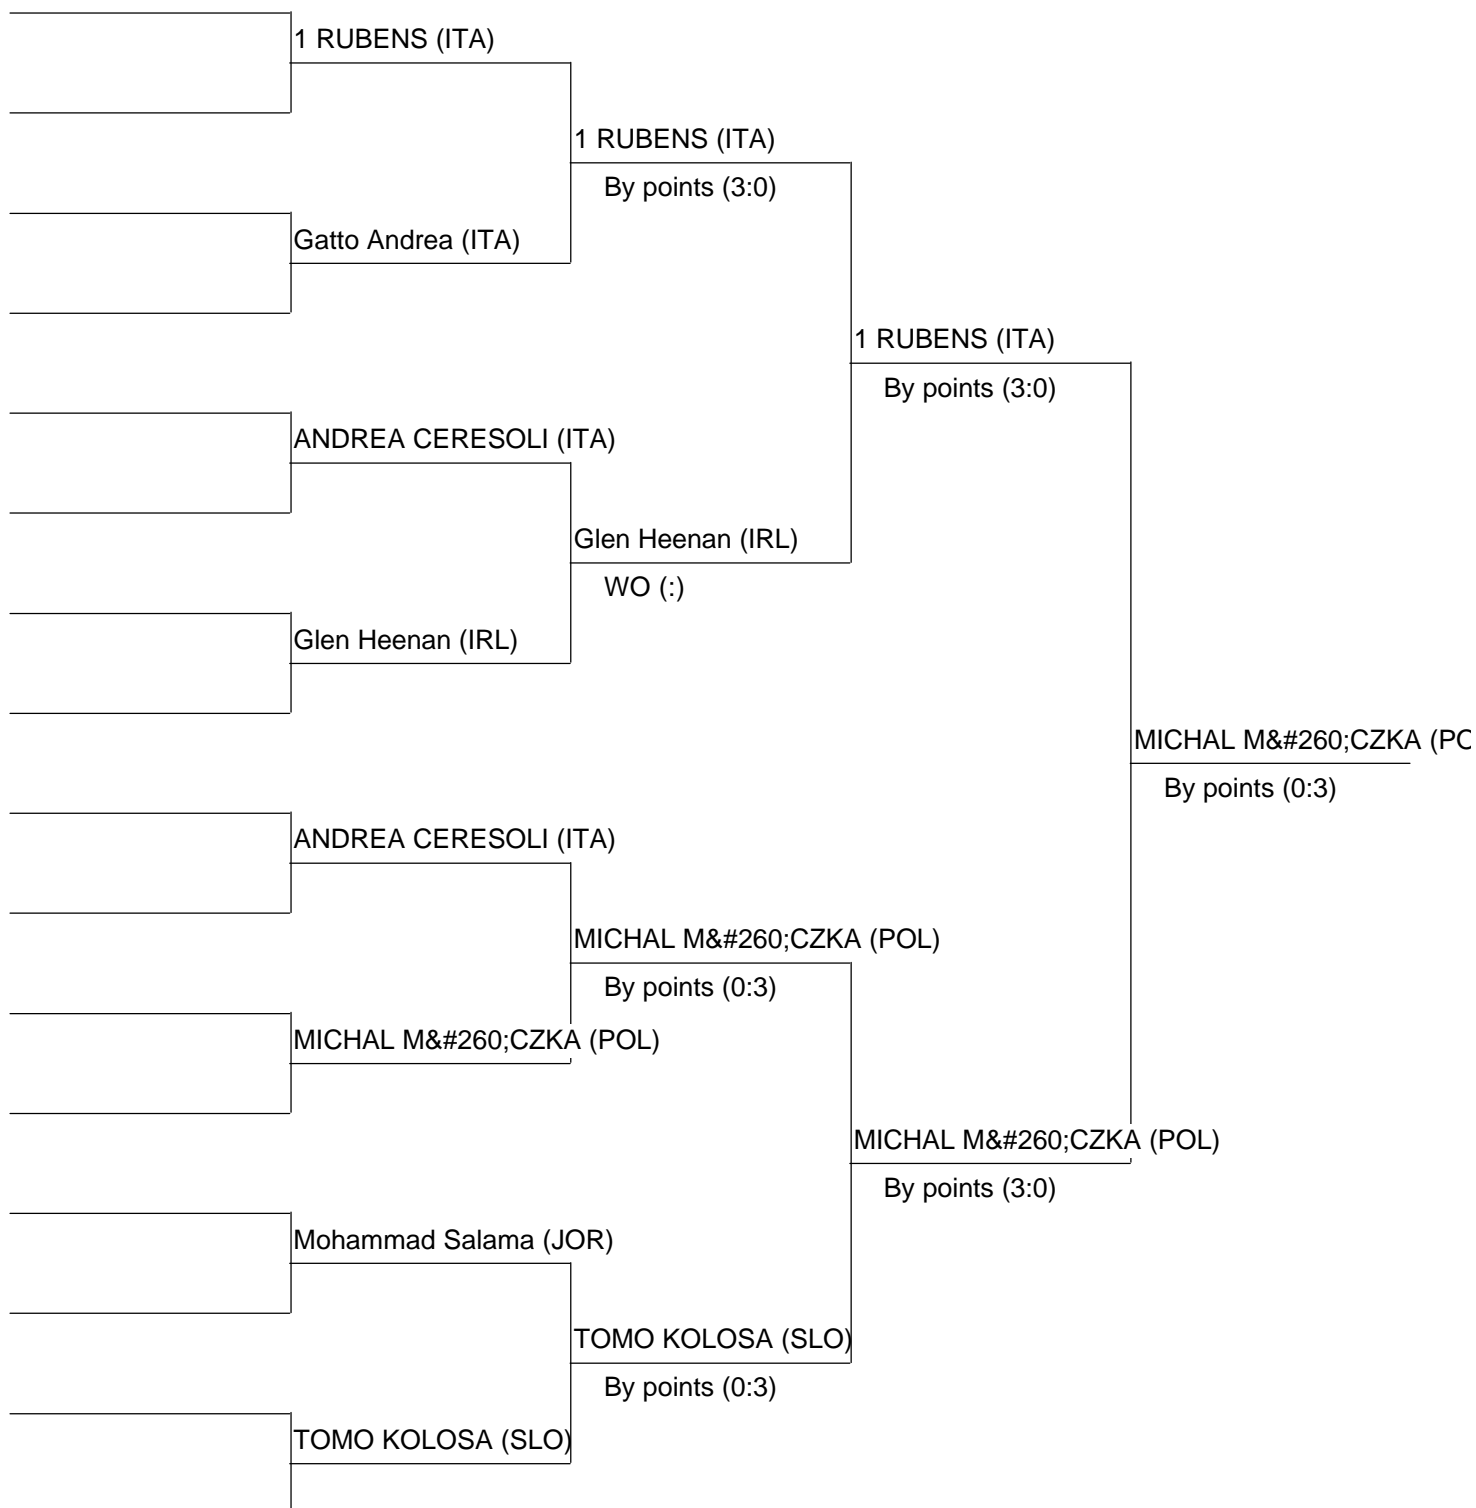 1 RUBENS (ITA)
1 RUBENS (ITA)
By points (3:0)
Gatto Andrea (ITA)
1 RUBENS (ITA)
By points (3:0)
ANDREA CERESOLI (ITA)
Glen Heenan (IRL)
WO (:)
Glen Heenan (IRL)
MICHAL M&#260;CZKA (PO
By points (0:3)
ANDREA CERESOLI (ITA)
MICHAL M&#260;CZKA (POL)
By points (0:3)
MICHAL M&#260;CZKA (POL)
MICHAL M&#260;CZKA (POL)
By points (3:0)
Mohammad Salama (JOR)
TOMO KOLOSA (SLO)
By points (0:3)
TOMO KOLOSA (SLO)